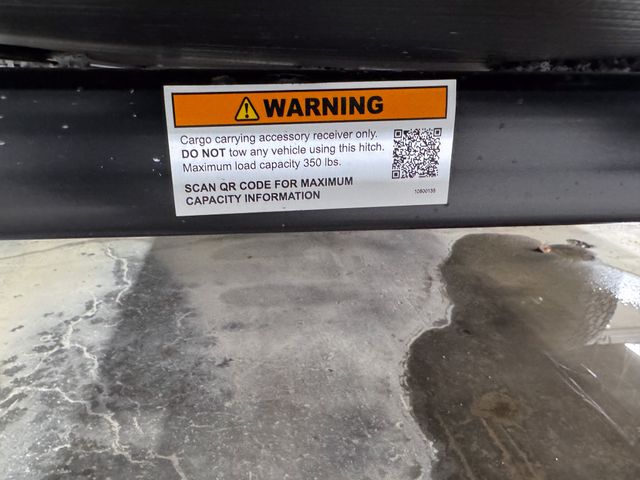 WARNING
Cargo carrying accessory receiver only.
DO NOT tow any vehicle using this hitch.
Maximum load capacity 350 lbs.
SCAN QR CODE FOR MAXIMUM
CAPACITY INFORMATION
10800135